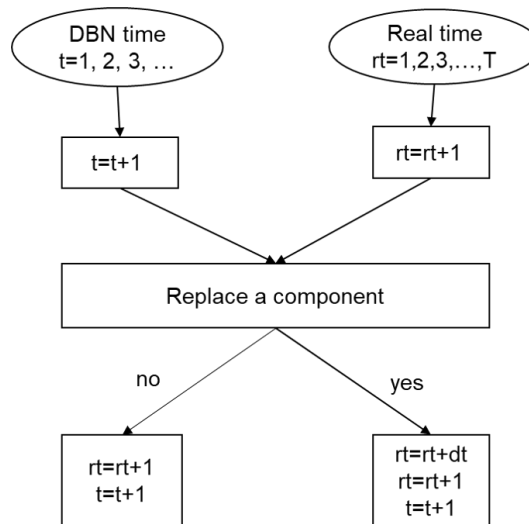 DBN time
t=1, 2, 3, …
Real time
rt=1,2,3,…,T
t=t+1
rt=rt+1
Replace a component
no
yes
rt=rt+1
t=t+1
rt=rt+dt
rt=rt+1
t=t+1